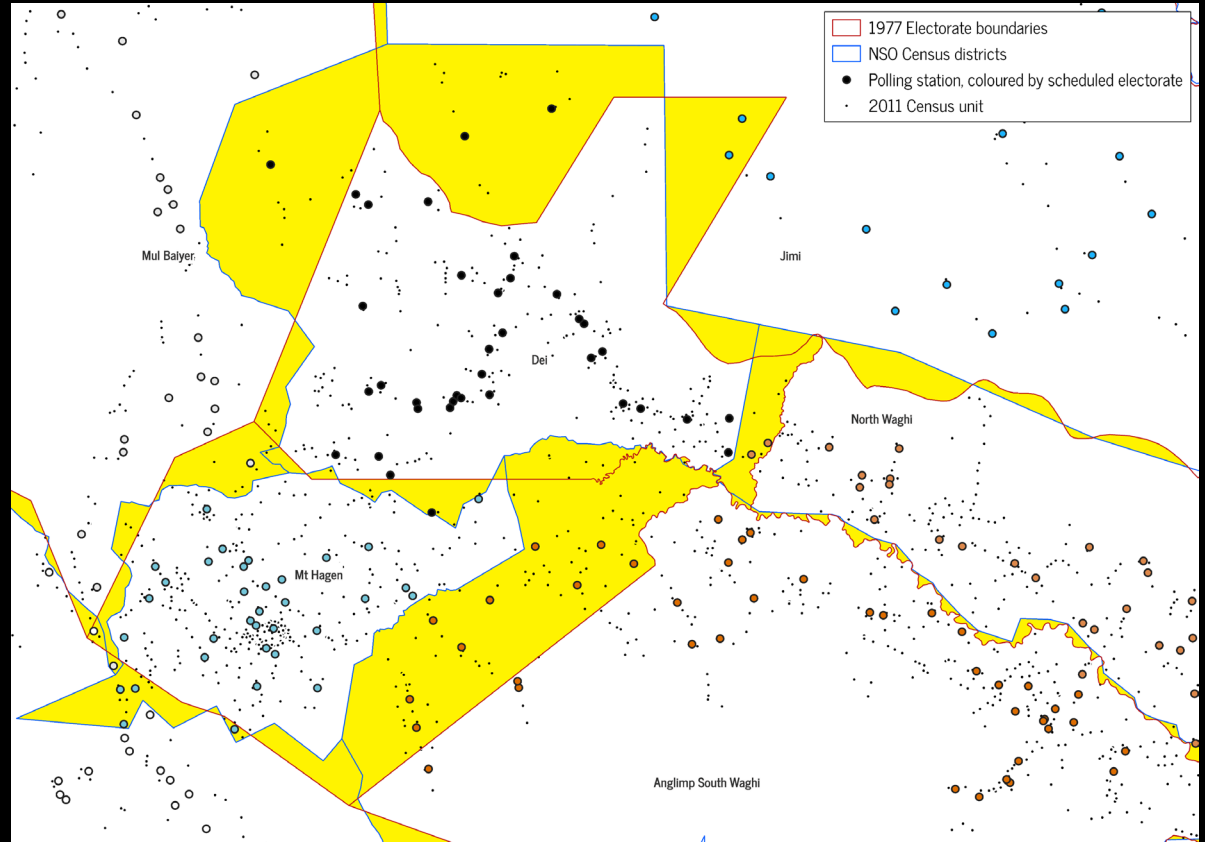 1977 Electorate boundaries
NSO Census districts
Polling station, coloured by scheduled electorate
2011 Census unit
Mul Baiyer
Jimi
Dei
North Waghi
Mt Hagen
Anglimp South Waghi